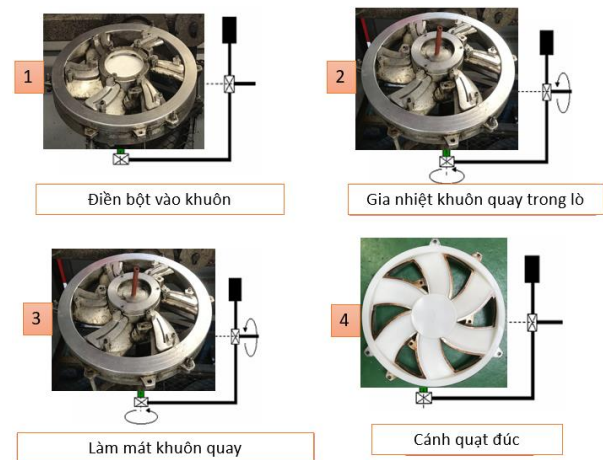 1
Điền bột vào khuôn
2
Gia nhiệt khuôn quay trong lò
3
Làm mát khuôn quay
4
Cánh quạt đúc